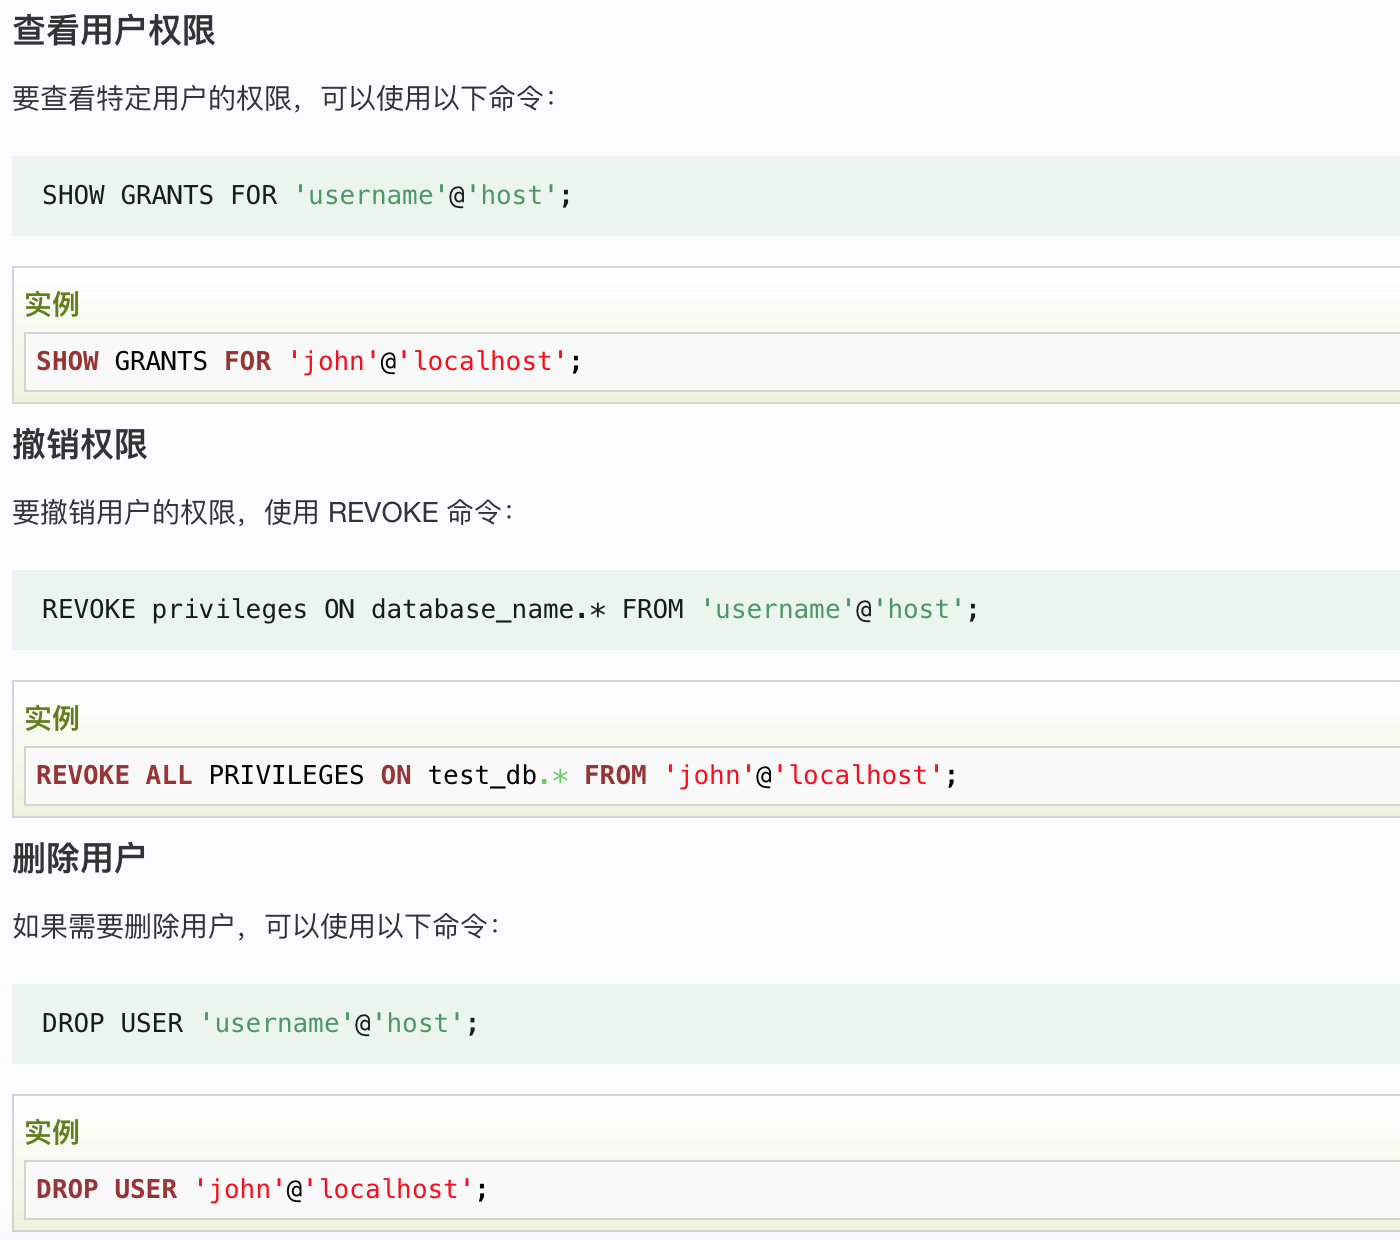 查看用户权限
要查看特定用户的权限，可以使用以下命令：
SHOW GRANTS FOR 'username'@'host';
实例
SHOW GRANTS FOR 'john'@'localhost';
撤销权限
要撤销用户的权限，使用 REVOKE 命令：
REVOKE privileges ON database_name.* FROM 'username'@'host';
实例
REVOKE ALL PRIVILEGES ON test_db.* FROM 'john'@'localhost';
删除用户
如果需要删除用户，可以使用以下命令：
DROP USER 'username'@'host';
实例
DROP USER 'john'@'localhost';